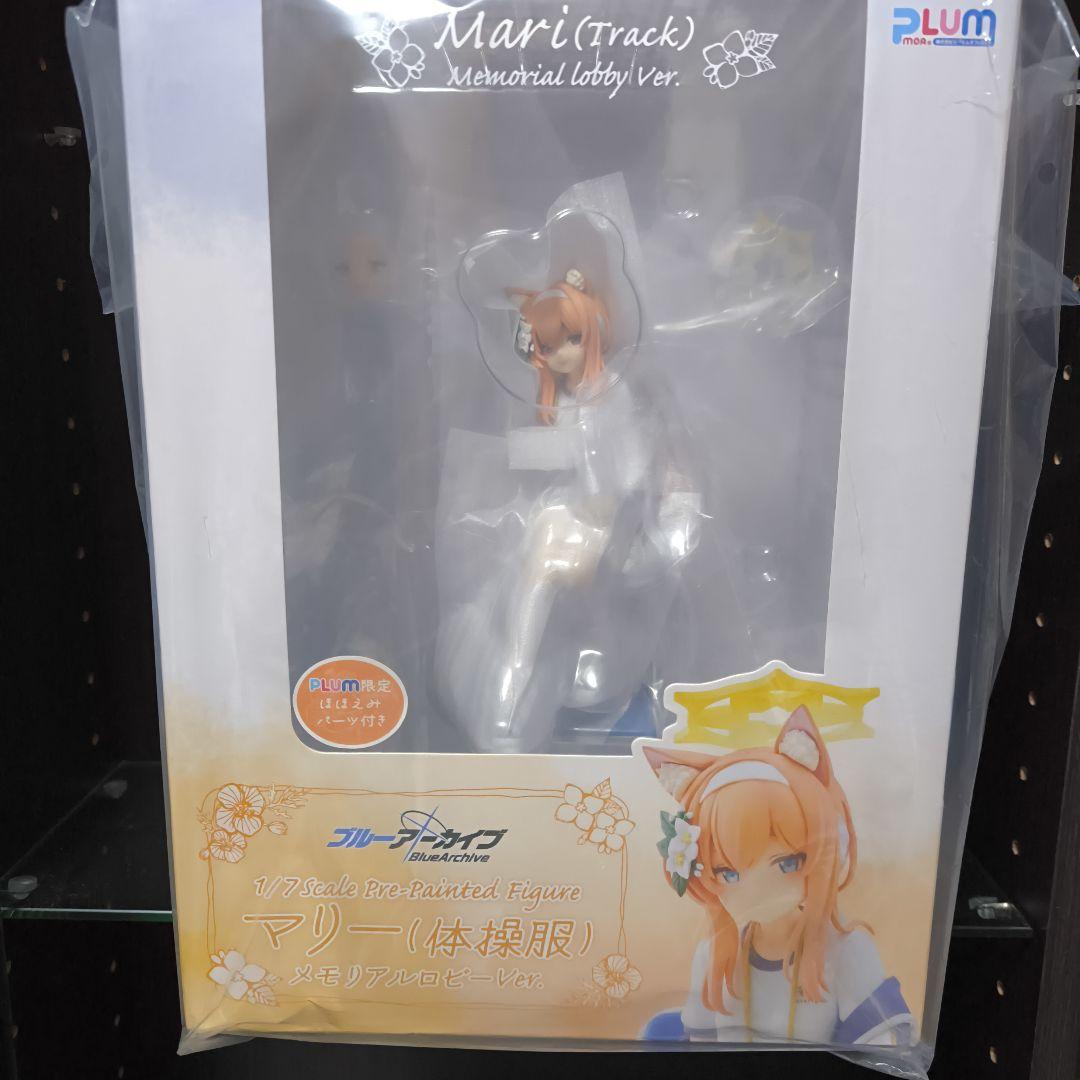 Mari (Track)
Memorial lobby Ver.
PLUM
PMOA
PLUM限定
ほほえみ
パーツ付き
ブルーアーカイブ
BlueArchive
1/7 Scale Pre-Painted Figure
マリー(体操服)
メモリアルロビーVer.